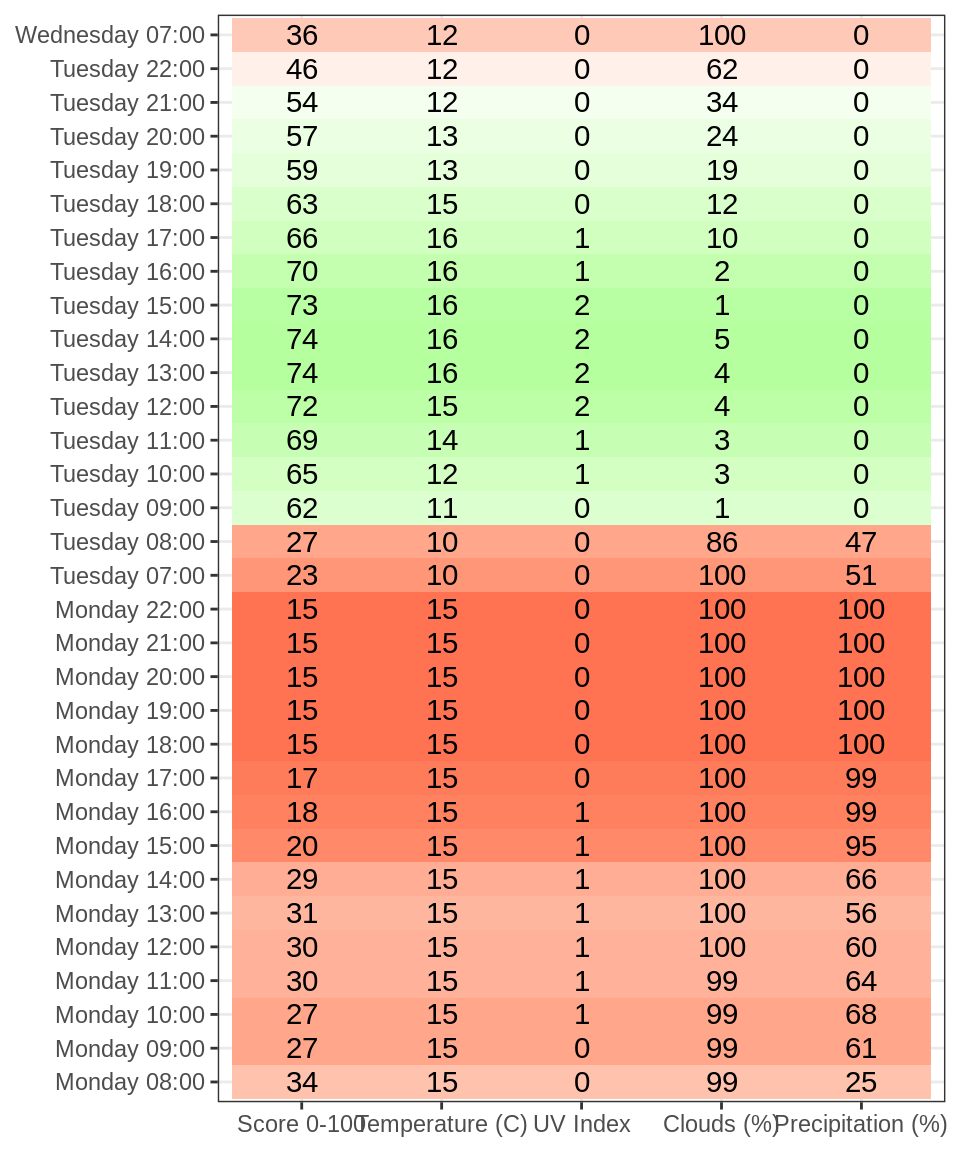 Wednesday 07:00 36 12 0 100 0
Tuesday 22:00 46 12 0 62 0
Tuesday 21:00 54 12 0 34 0
Tuesday 20:00 57 13 0 24 0
Tuesday 19:00 59 13 0 19 0
Tuesday 18:00 63 15 0 12 0
Tuesday 17:00 66 16 1 10 0
Tuesday 16:00 70 16 1 2 0
Tuesday 15:00 73 16 2 1 0
Tuesday 14:00 74 16 2 5 0
Tuesday 13:00 74 16 2 4 0
Tuesday 12:00 72 15 2 4 0
Tuesday 11:00 69 14 1 3 0
Tuesday 10:00 65 12 1 3 0
Tuesday 09:00 62 11 0 1 0
Tuesday 08:00 27 10 0 86 47
Tuesday 07:00 23 10 0 100 51
Monday 22:00 15 15 0 100 100
Monday 21:00 15 15 0 100 100
Monday 20:00 15 15 0 100 100
Monday 19:00 15 15 0 100 100
Monday 18:00 15 15 0 100 100
Monday 17:00 17 15 0 100 99
Monday 16:00 18 15 1 100 99
Monday 15:00 20 15 1 100 95
Monday 14:00 29 15 1 100 66
Monday 13:00 31 15 1 100 56
Monday 12:00 30 15 1 100 60
Monday 11:00 30 15 1 99 64
Monday 10:00 27 15 1 99 68
Monday 09:00 27 15 0 99 61
Monday 08:00 34 15 0 99 25
Score 0-100 Temperature (C) UV Index Clouds (%) Precipitation (%)